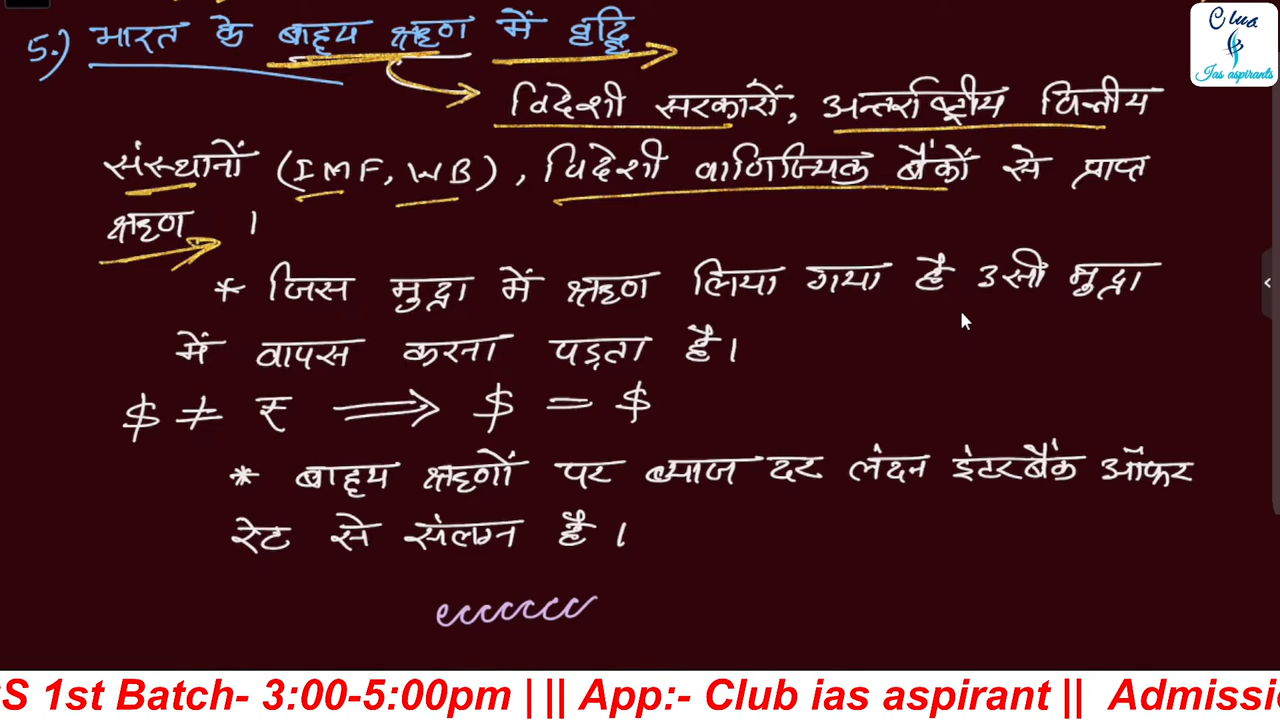 5.) भारत के बाह्य ऋण में वृद्धि
Club
Ias aspirants
विदेशी सरकारों, अन्तर्राष्ट्रीय वित्तीय
संस्थानों (IMF, WB), विदेशी वाणिज्यिक बैंकों से प्राप्त
ऋण ।
* जिस मुद्रा में ऋण लिया गया है उसी मुद्रा
में वापस करना पड़ता है।
$ ≠ ₹ ⟹ $ = $
* बाह्य ऋणों पर ब्याज दर लंदन इंटरबैंक ऑफर
रेट से संलग्न है ।
SS 1st Batch- 3:00-5:00pm | || App:- Club ias aspirant || Admissi